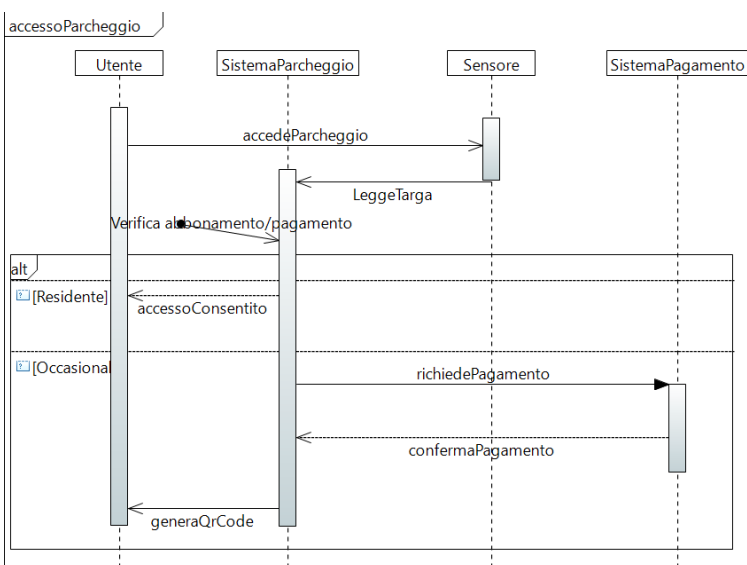 accessoParcheggio
Utente
SistemaParcheggio
Sensore
SistemaPagamento
accedeParcheggio
LeggeTarga
Verifica abbonamento/pagamento
alt
[Residente]
accessoConsentito
[Occasional
richiedePagamento
confermaPagamento
generaQrCode